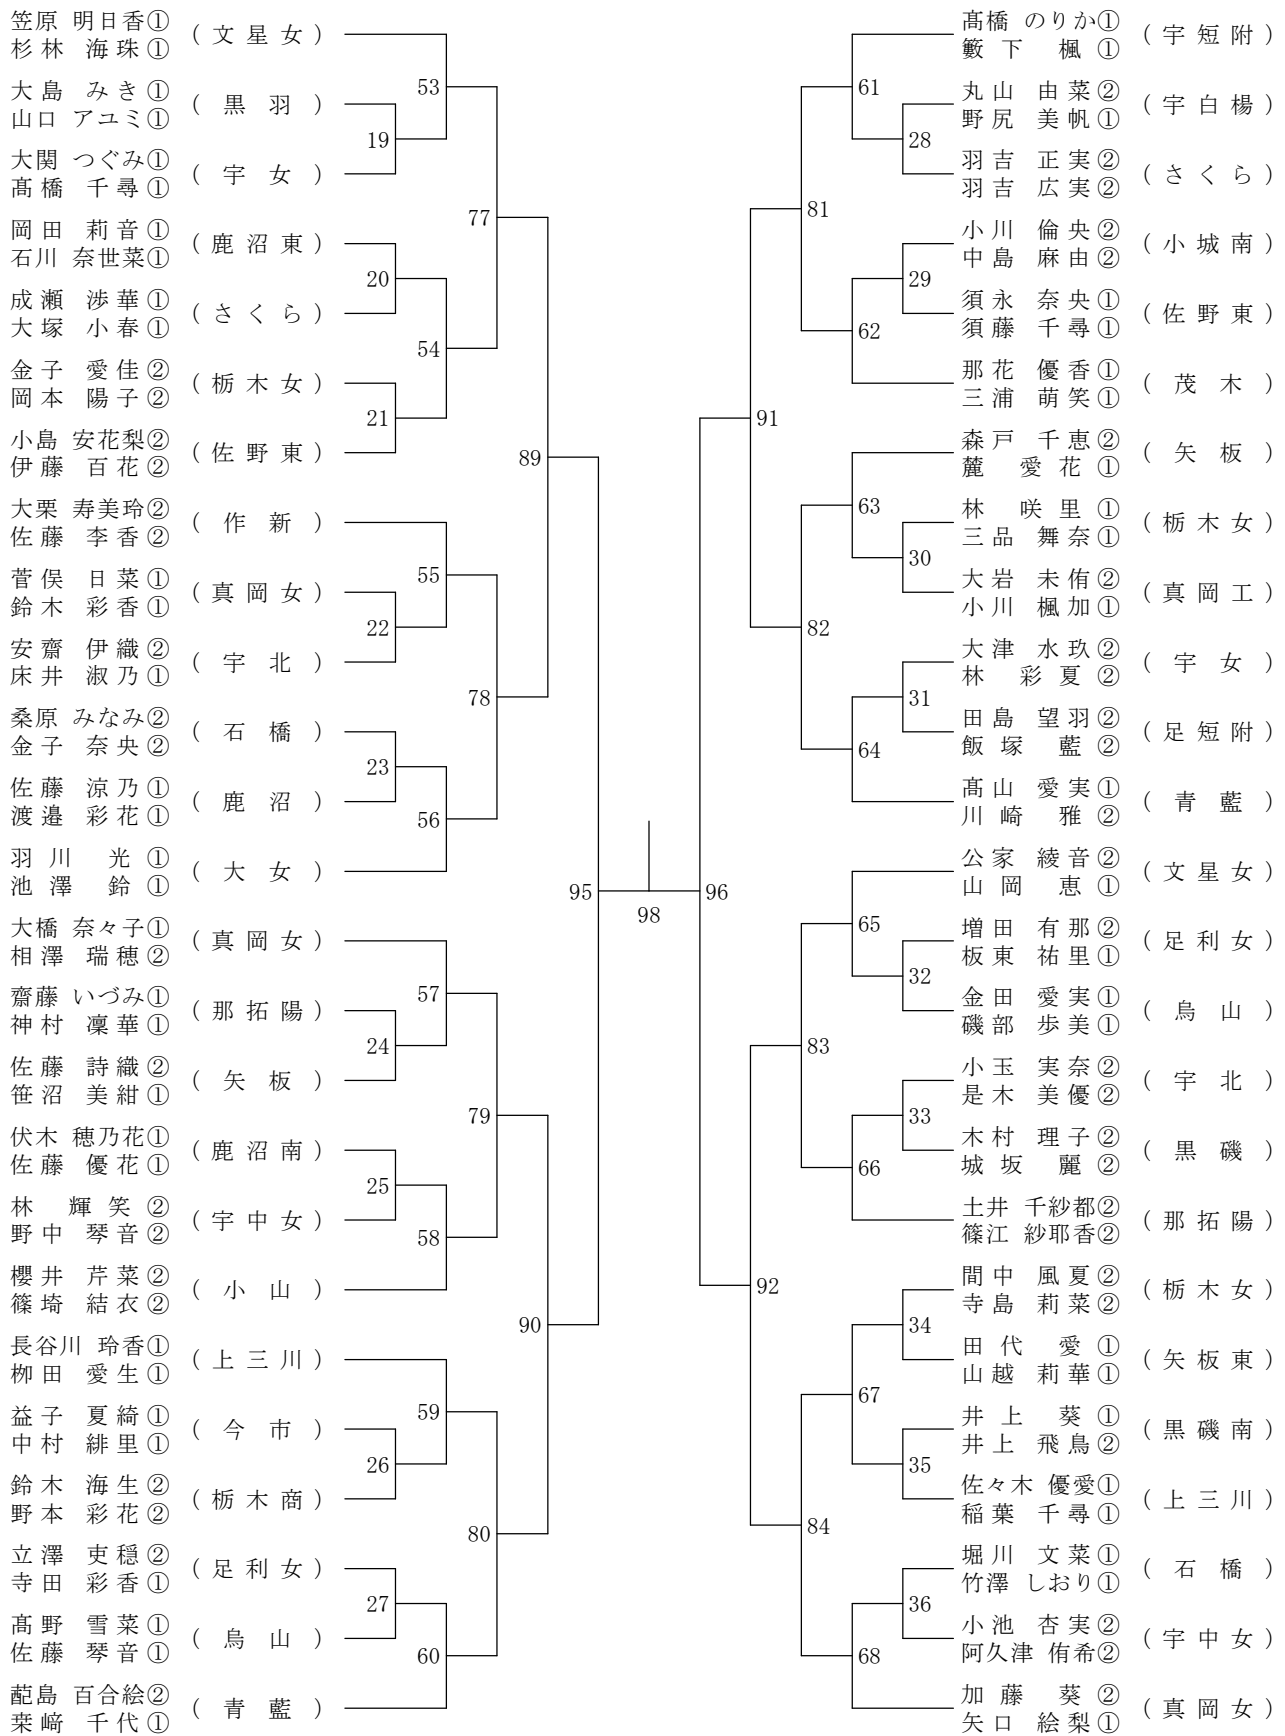 笠原 明日香①
杉林 海珠①
(文星女)
大島 みき①
山口 アユミ①
(黒羽)
大関 つぐみ①
髙橋 千尋①
(宇女)
岡田 莉音①
石川 奈世菜①
(鹿沼東)
成瀬 渉華①
大塚 小春①
(さくら)
金子 愛佳②
岡本 陽子②
(栃木女)
小島 安花梨②
伊藤 百花②
(佐野東)
大栗 寿美玲②
佐藤 李香②
(作新)
菅俣 日菜①
鈴木 彩香①
(真岡女)
安齋 伊織②
床井 淑乃①
(宇北)
桑原 みなみ②
金子 奈央②
(石橋)
佐藤 涼乃①
渡邉 彩花①
(鹿沼)
羽川 光①
池澤 鈴①
(大女)
大橋 奈々子①
相澤 瑞穂②
(真岡女)
齋藤 いづみ①
神村 凜華①
(那拓陽)
佐藤 詩織②
笹沼 美紺①
(矢板)
伏木 穂乃花①
佐藤 優花①
(鹿沼南)
林 輝笑②
野中 琴音②
(宇中女)
櫻井 芹菜②
篠埼 結衣②
(小山)
長谷川 玲香①
栁田 愛生①
(上三川)
益子 夏綺①
中村 緋里①
(今市)
鈴木 海生②
野本 彩花②
(栃木商)
立澤 吏穏②
寺田 彩香①
(足利女)
髙野 雪菜①
佐藤 琴音①
(烏山)
蓜島 百合絵②
桒﨑 千代①
(青藍)
53
19
77
20
54
21
89
55
22
78
23
56
95
57
24
79
25
58
90
59
26
80
27
60
98
96
61
28
81
29
62
91
63
30
82
31
64
65
32
83
33
66
92
34
67
35
84
36
68
髙橋 のりか①
籔下 楓①
(宇短附)
丸山 由菜②
野尻 美帆①
(宇白楊)
羽吉 正実②
羽吉 広実②
(さくら)
小川 倫央②
中島 麻由②
(小城南)
須永 奈央①
須藤 千尋①
(佐野東)
那花 優香①
三浦 萌笑①
(茂木)
森戸 千恵②
麓 愛花①
(矢板)
林 咲里①
三品 舞奈①
(栃木女)
大岩 未侑②
小川 楓加①
(真岡工)
大津 水玖②
林 彩夏②
(宇女)
田島 望羽②
飯塚 藍②
(足短附)
髙山 愛実①
川崎 雅②
(青藍)
公家 綾音②
山岡 恵①
(文星女)
増田 有那②
板東 祐里①
(足利女)
金田 愛実①
磯部 歩美①
(烏山)
小玉 実奈②
是木 美優②
(宇北)
木村 理子②
城坂 麗②
(黒磯)
土井 千紗都②
篠江 紗耶香②
(那拓陽)
間中 風夏②
寺島 莉菜②
(栃木女)
田代 愛①
山越 莉華①
(矢板東)
井上 葵①
井上 飛鳥②
(黒磯南)
佐々木 優愛①
稲葉 千尋①
(上三川)
堀川 文菜①
竹澤 しおり①
(石橋)
小池 杏実②
阿久津 侑希②
(宇中女)
加藤 葵②
矢口 絵梨①
(真岡女)